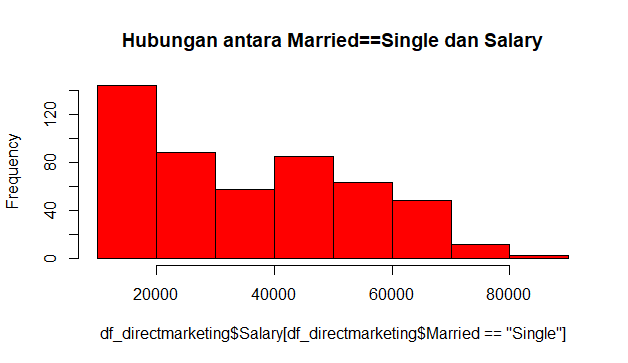 Hubungan antara Married==Single dan Salary
Frequency
120
80
40
0
20000 40000 60000 80000
df_directmarketing$Salary[df_directmarketing$Married == "Single"]